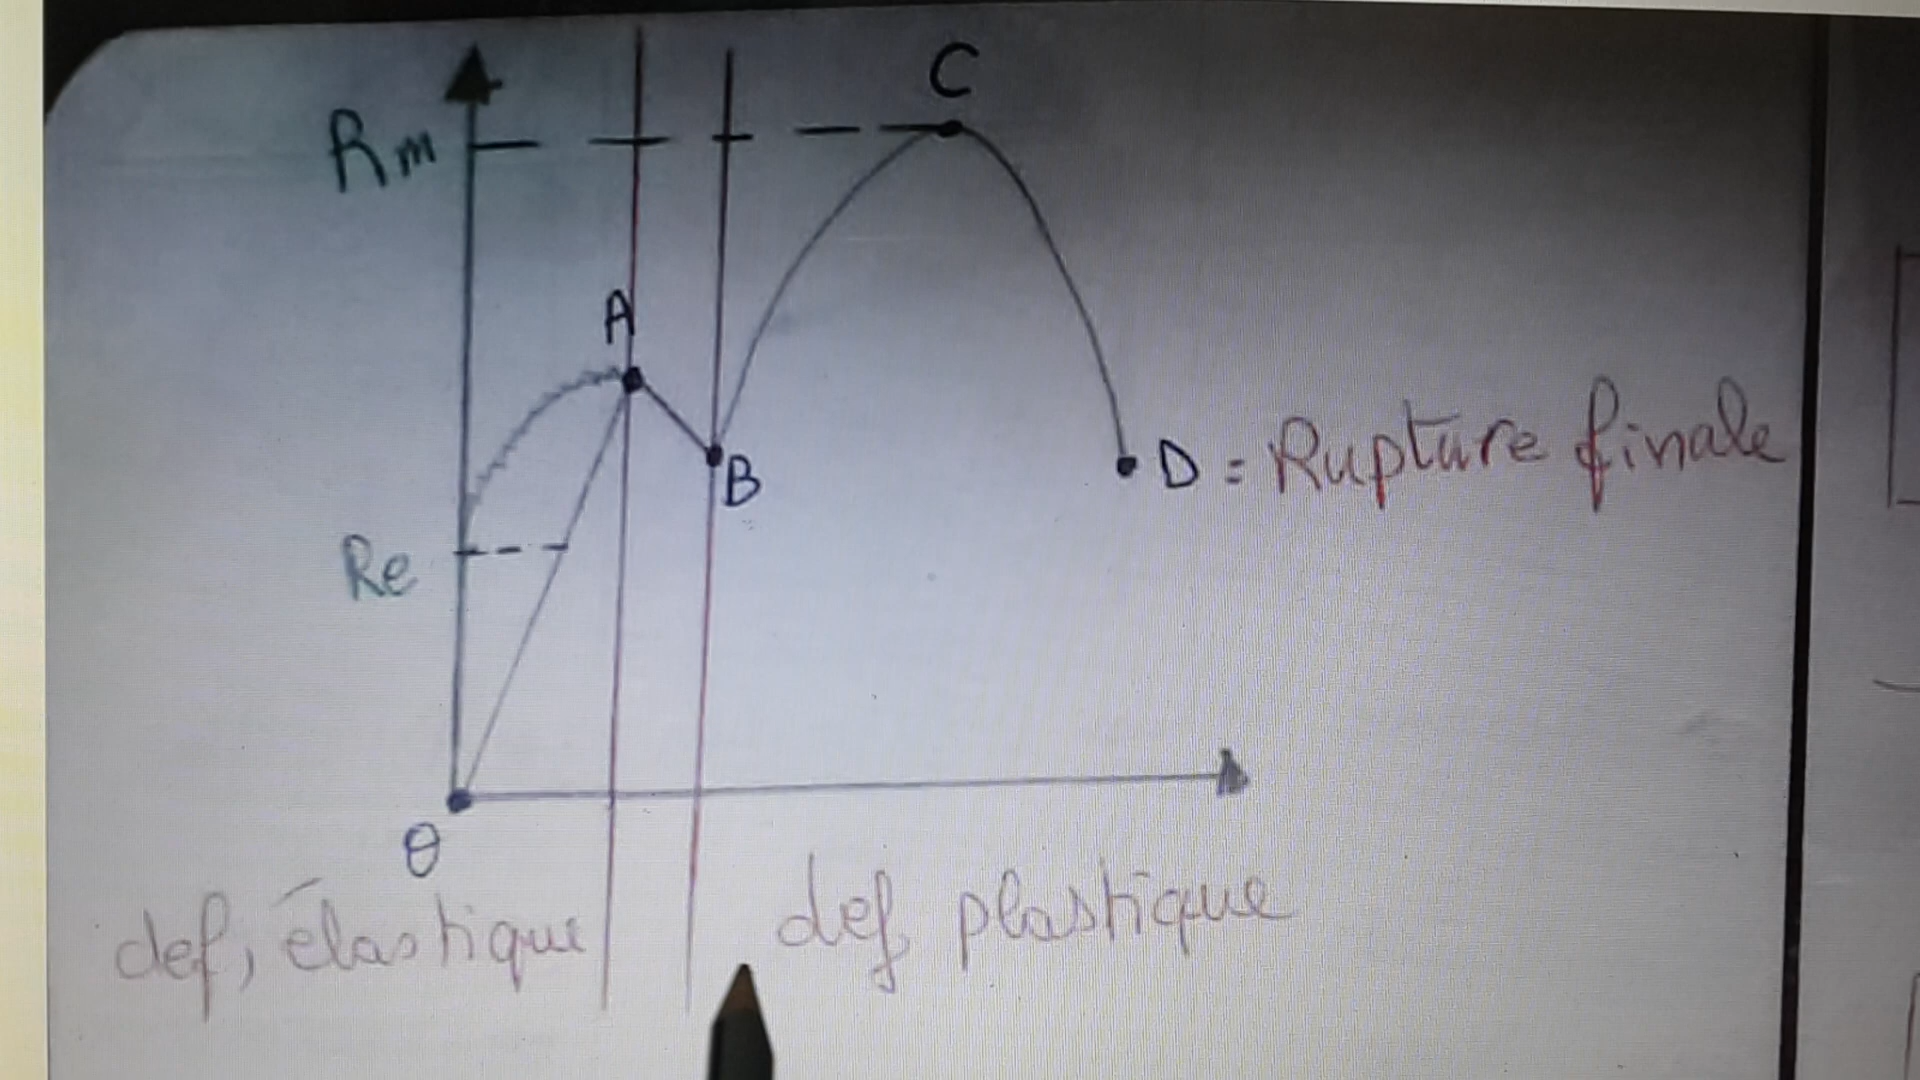 C
Rm
A
B
D = Rupture finale
Re
θ
def, élastique
def plastique